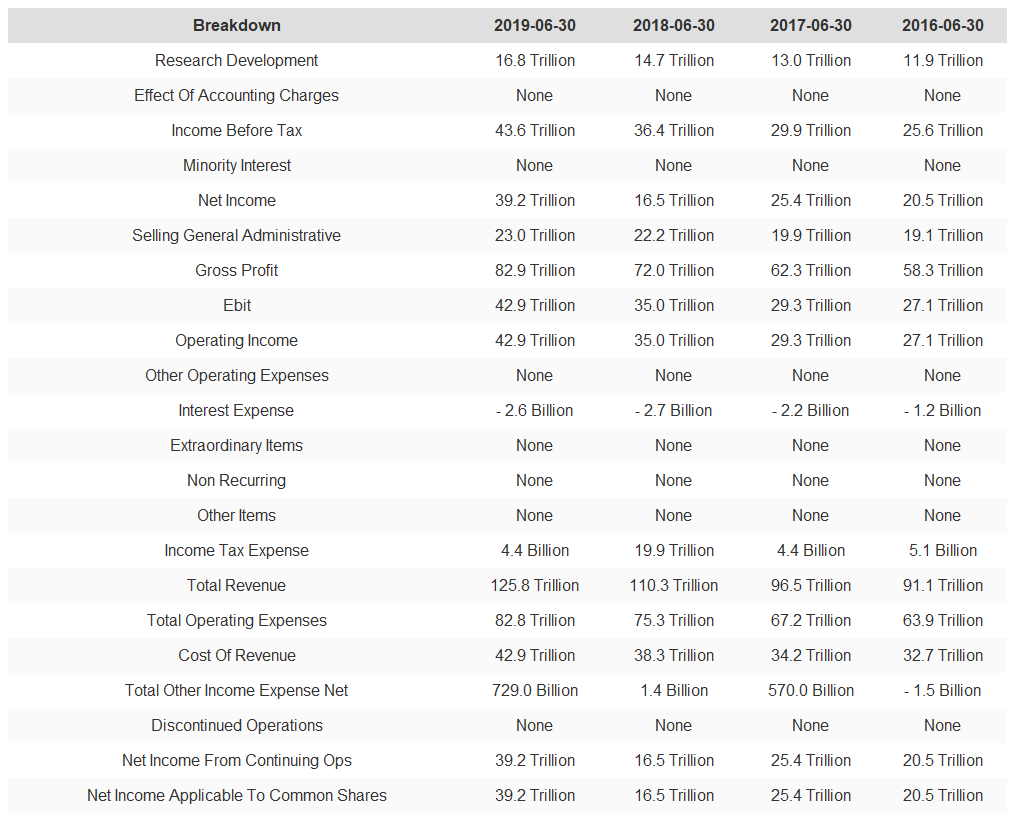 Breakdown 2019-06-30 2018-06-30 2017-06-30 2016-06-30
Research Development 16.8 Trillion 14.7 Trillion 13.0 Trillion 11.9 Trillion
Effect Of Accounting Charges None None None None
Income Before Tax 43.6 Trillion 36.4 Trillion 29.9 Trillion 25.6 Trillion
Minority Interest None None None None
Net Income 39.2 Trillion 16.5 Trillion 25.4 Trillion 20.5 Trillion
Selling General Administrative 23.0 Trillion 22.2 Trillion 19.9 Trillion 19.1 Trillion
Gross Profit 82.9 Trillion 72.0 Trillion 62.3 Trillion 58.3 Trillion
Ebit 42.9 Trillion 35.0 Trillion 29.3 Trillion 27.1 Trillion
Operating Income 42.9 Trillion 35.0 Trillion 29.3 Trillion 27.1 Trillion
Other Operating Expenses None None None None
Interest Expense - 2.6 Billion - 2.7 Billion - 2.2 Billion - 1.2 Billion
Extraordinary Items None None None None
Non Recurring None None None None
Other Items None None None None
Income Tax Expense 4.4 Billion 19.9 Trillion 4.4 Billion 5.1 Billion
Total Revenue 125.8 Trillion 110.3 Trillion 96.5 Trillion 91.1 Trillion
Total Operating Expenses 82.8 Trillion 75.3 Trillion 67.2 Trillion 63.9 Trillion
Cost Of Revenue 42.9 Trillion 38.3 Trillion 34.2 Trillion 32.7 Trillion
Total Other Income Expense Net 729.0 Billion 1.4 Billion 570.0 Billion - 1.5 Billion
Discontinued Operations None None None None
Net Income From Continuing Ops 39.2 Trillion 16.5 Trillion 25.4 Trillion 20.5 Trillion
Net Income Applicable To Common Shares 39.2 Trillion 16.5 Trillion 25.4 Trillion 20.5 Trillion